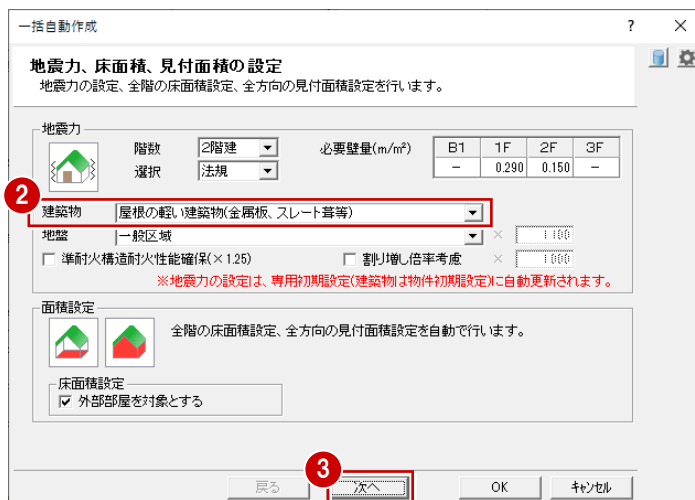 一括自動作成 ? ×
地震力、床面積、見付面積の設定
地震力の設定、全階の床面積設定、全方向の見付面積設定を行います。
地震力
階数 2階建 必要壁量(m/m²) B1 1F 2F 3F
選択 法規 － 0.290 0.150 －
2
建築物 屋根の軽い建築物(金属板、スレート葺等)
地盤 一般区域 × 1.100
準耐火構造耐火性能確保(×1.25) 割り増し倍率考慮 × 1.000
※地震力の設定は、専用初期設定(建築物は物件初期設定)に自動更新されます。
面積設定
全階の床面積設定、全方向の見付面積設定を自動で行います。
床面積設定
外部部屋を対象とする
3
戻る 次へ OK キャンセル